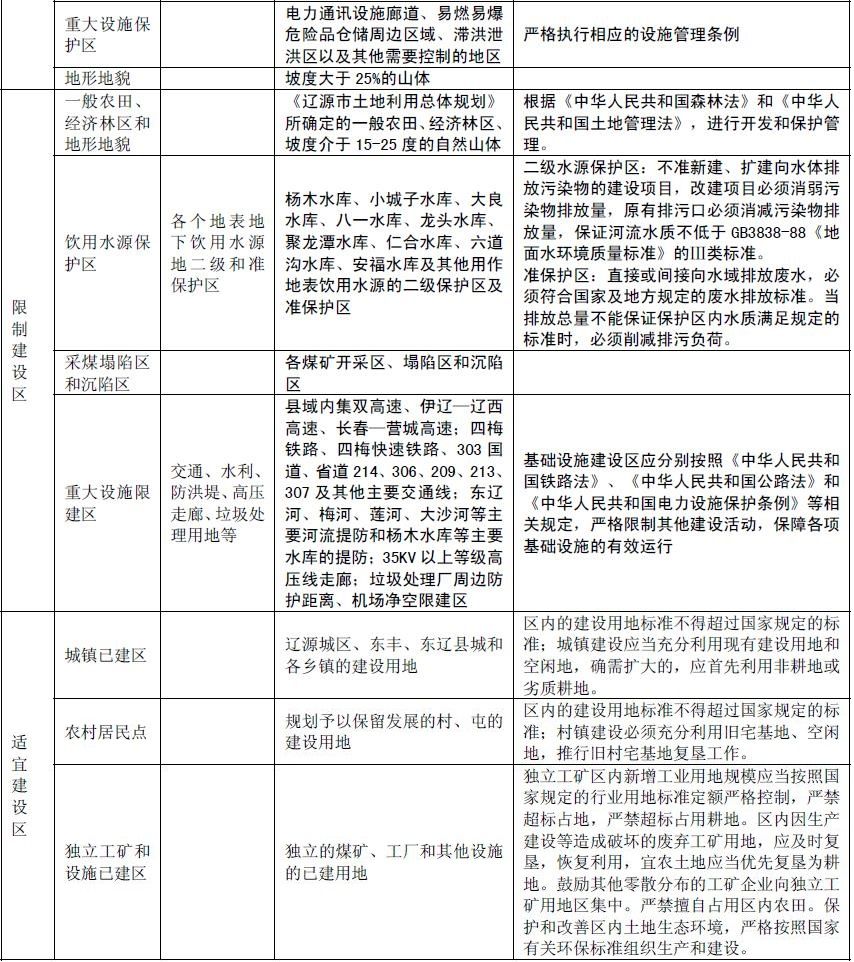 重大设施保
护区
电力通讯设施廊道、易燃易爆
危险品仓储周边区域、滞洪泄
洪区以及其他需要控制的地区
严格执行相应的设施管理条例
地形地貌
坡度大于 25%的山体
限
制
建
设
区
一般农田、
经济林区和
地形地貌
《辽源市土地利用总体规划》
所确定的一般农田、经济林区、
坡度介于 15-25 度的自然山体
根据《中华人民共和国森林法》和《中华人
民共和国土地管理法》，进行开发和保护管
理。
饮用水源保
护区
各个地表地
下饮用水源
地二级和准
保护区
杨木水库、小城子水库、大良
水库、八一水库、龙头水库、
聚龙潭水库、仁合水库、六道
沟水库、安福水库及其他用作
地表饮用水源的二级保护区及
准保护区
二级水源保护区：不准新建、扩建向水体排
放污染物的建设项目，改建项目必须消弱污
染物排放量，原有排污口必须消减污染物排
放量，保证河流水质不低于 GB3838-88《地
面水环境质量标准》的Ⅲ类标准。
准保护区：直接或间接向水域排放废水，必
须符合国家及地方规定的废水排放标准。当
排放总量不能保证保护区内水质满足规定的
标准时，必须削减排污负荷。
采煤塌陷区
和沉陷区
各煤矿开采区、塌陷区和沉陷
区
重大设施限
建区
交通、水利、
防洪堤、高压
走廊、垃圾处
理用地等
县域内集双高速、伊辽—辽西
高速、长春—营城高速；四梅
铁路、四梅快速铁路、303 国
道、省道 214、306、209、213、
307 及其他主要交通线；东辽
河、梅河、莲河、大沙河等主
要河流提防和杨木水库等主要
水库的提防；35KV 以上等级高
压线走廊；垃圾处理厂周边防
护距离、机场净空限建区
基础设施建设区应分别按照《中华人民共和
国铁路法》、《中华人民共和国公路法》和
《中华人民共和国电力设施保护条例》等相
关规定，严格限制其他建设活动，保障各项
基础设施的有效运行
适
宜
建
设
区
城镇已建区
辽源城区、东丰、东辽县城和
各乡镇的建设用地
区内的建设用地标准不得超过国家规定的标
准；城镇建设应当充分利用现有建设用地和
空闲地，确需扩大的，应首先利用非耕地或
劣质耕地。
农村居民点
规划予以保留发展的村、屯的
建设用地
区内的建设用地标准不得超过国家规定的标
准；村镇建设必须充分利用旧宅基地、空闲
地，推行旧村宅基地复垦工作。
独立工矿和
设施已建区
独立的煤矿、工厂和其他设施
的已建用地
独立工矿区内新增工业用地规模应当按照国
家规定的行业用地标准定额严格控制，严禁
超标占地，严禁超标占用耕地。区内因生产
建设等造成破坏的废弃工矿用地，应及时复
垦，恢复利用，宜农土地应当优先复垦为耕
地。鼓励其他零散分布的工矿企业向独立工
矿用地区集中。严禁擅自占用区内农田。保
护和改善区内土地生态环境，严格按照国家
有关环保标准组织生产和建设。